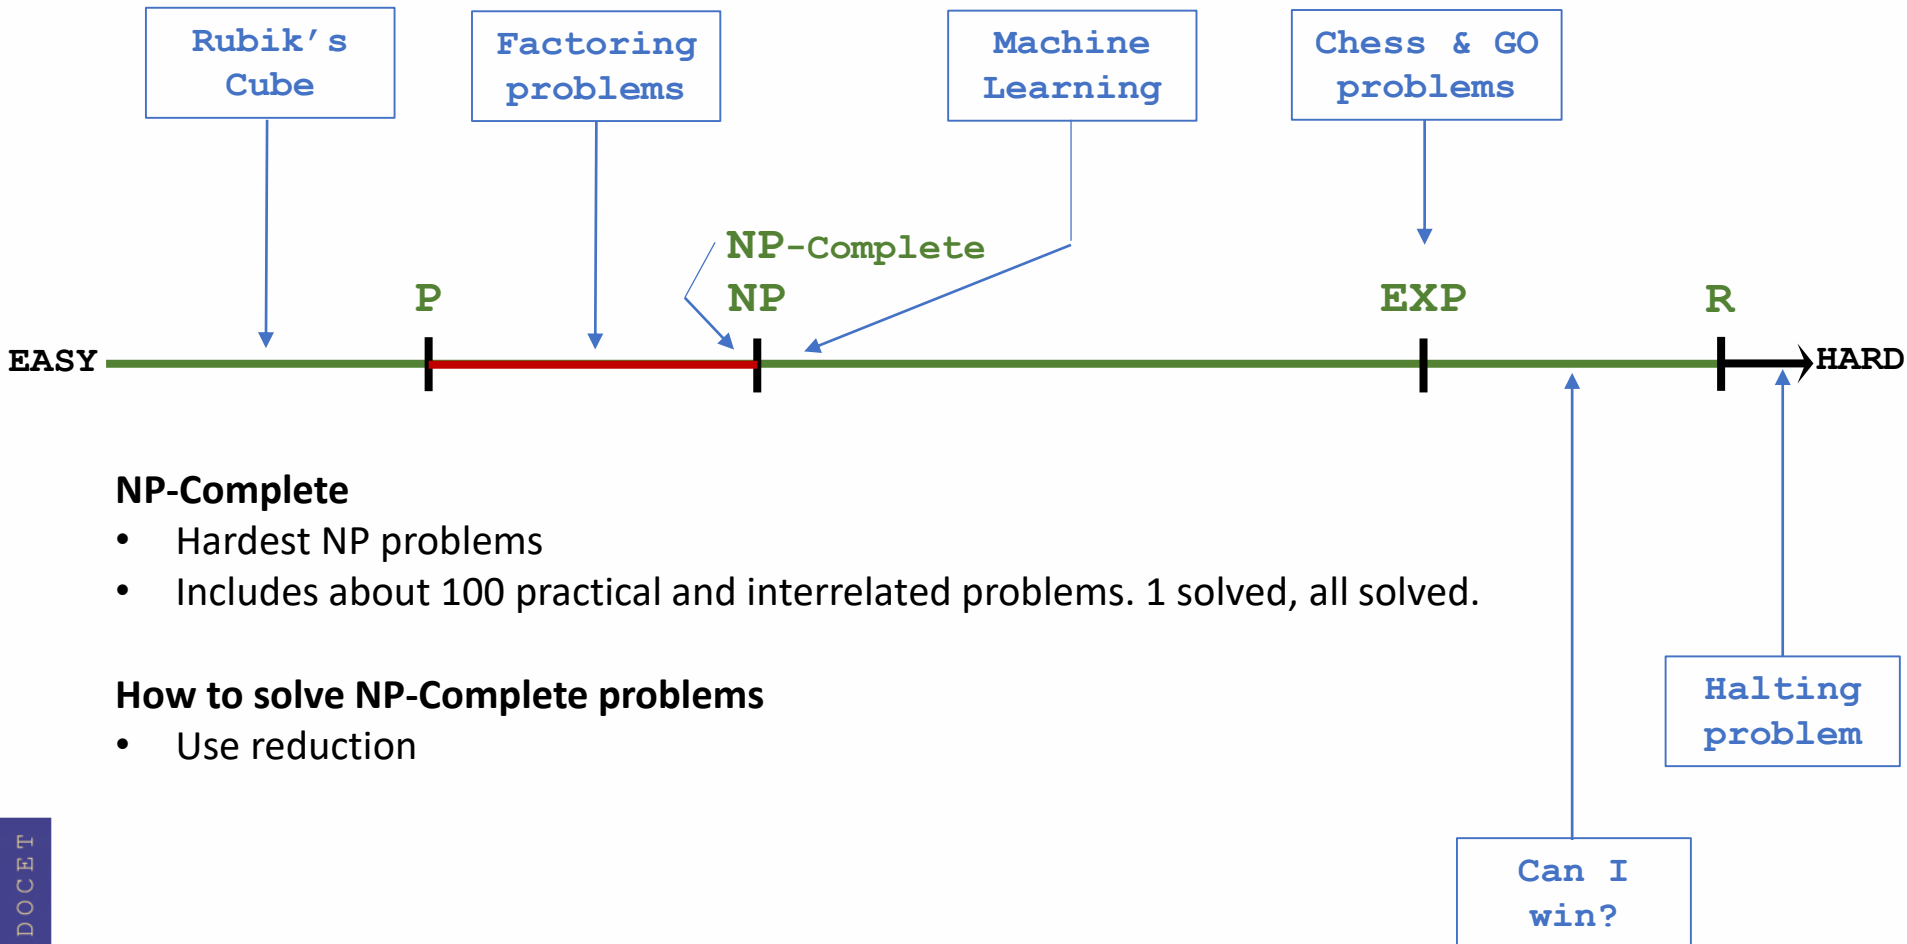 Rubik's
Cube
Factoring
problems
Machine
Learning
Chess & GO
problems
NP-Complete
P
NP
EXP
R
EASY
HARD
NP-Complete
• Hardest NP problems
• Includes about 100 practical and interrelated problems. 1 solved, all solved.
How to solve NP-Complete problems
• Use reduction
Halting
problem
Can I
win?
DOCET